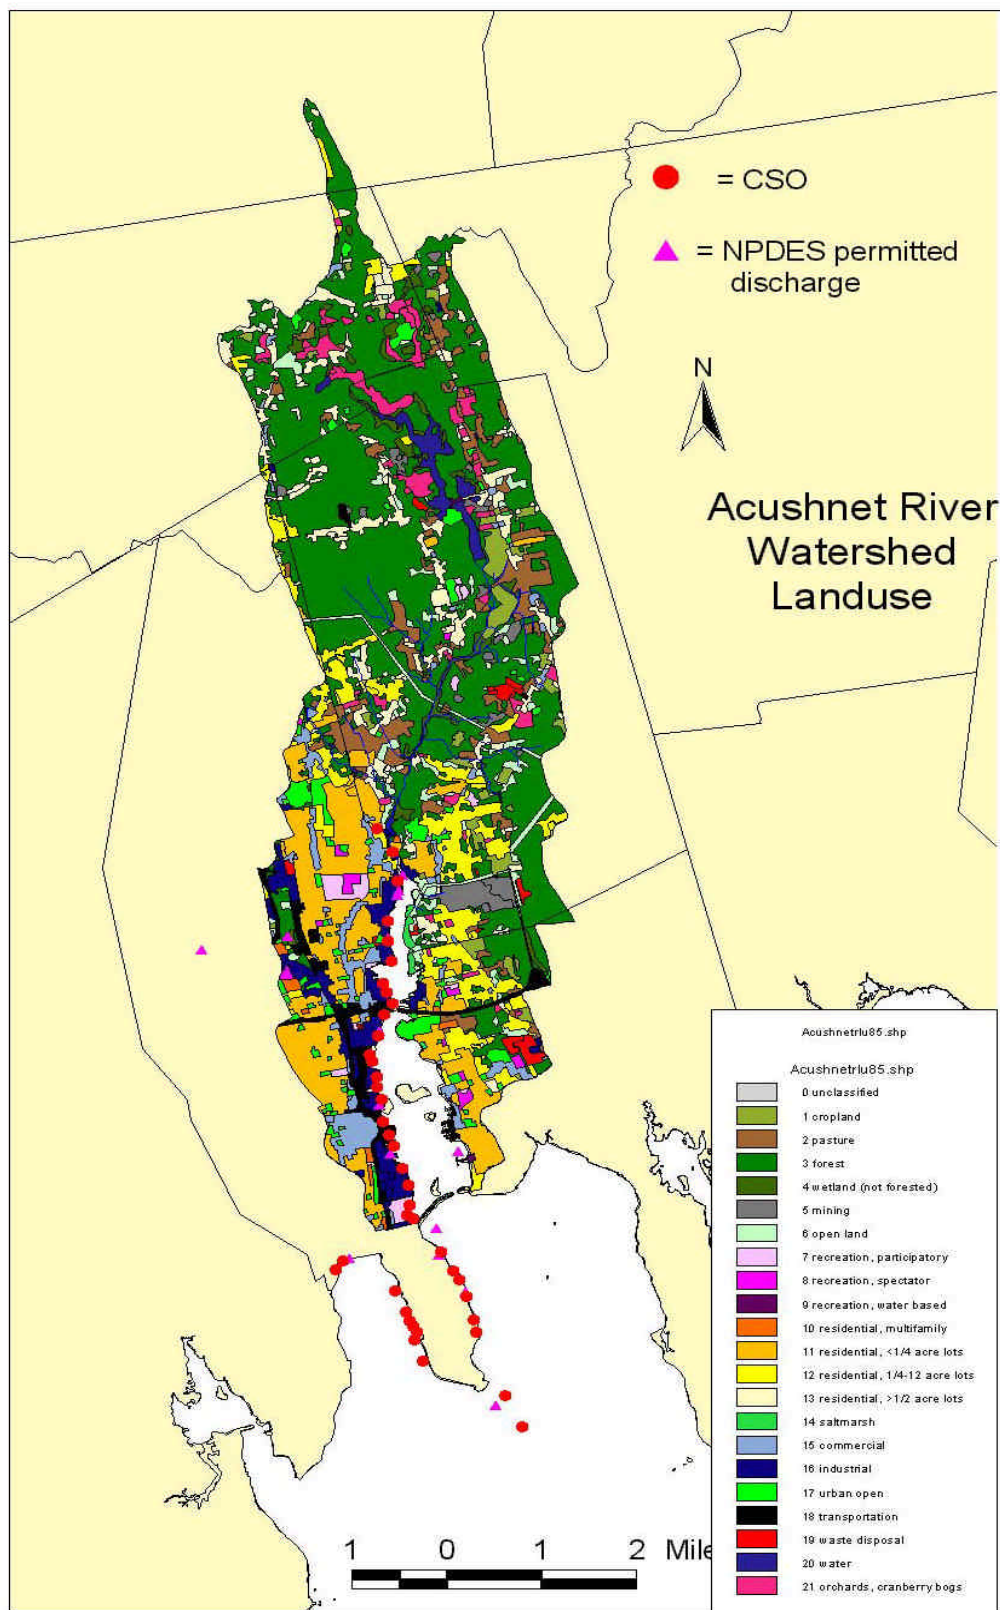 = CSO
= NPDES permitted
discharge
N
Acushnet River
Watershed
Landuse
Acushnetrlu85.shp
Acushnetrlu85.shp
0 unclassified
1 cropland
2 pasture
3 forest
4 wetland (not forested)
5 mining
6 open land
7 recreation, participatory
8 recreation, spectator
9 recreation, water based
10 residential, multifamily
11 residential, <1/4 acre lots
12 residential, 1/4-12 acre lots
13 residential, >1/2 acre lots
14 saltmarsh
15 commercial
16 industrial
17 urban open
18 transportation
19 waste disposal
20 water
21 orchards, cranberry bogs
1 0 1 2 Mile